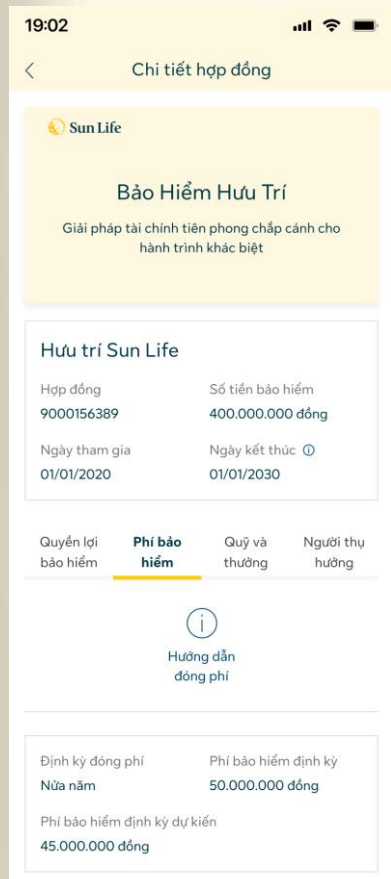 19:02
Chi tiết hợp đồng
Sun Life
Bảo Hiểm Hưu Trí
Giải pháp tài chính tiên phong chắp cánh cho
hành trình khác biệt
Hưu trí Sun Life
Hợp đồng
Số tiền bảo hiểm
9000156389
400.000.000 đồng
Ngày tham gia
Ngày kết thúc
01/01/2020
01/01/2030
Quyền lợi
bảo hiểm
Phí bảo
hiểm
Quỹ và
thưởng
Người thụ
hưởng
Hướng dẫn
đóng phí
Định kỳ đóng phí
Phí bảo hiểm định kỳ
Nửa năm
50.000.000 đồng
Phí bảo hiểm định kỳ dự kiến
45.000.000 đồng